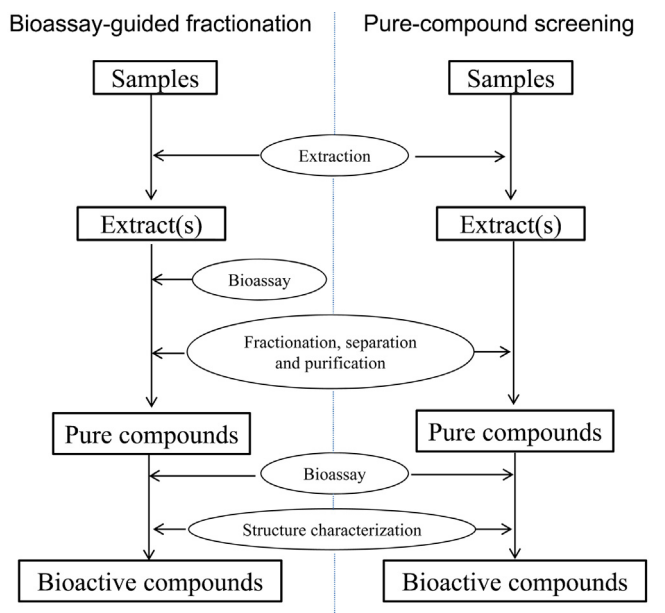 Bioassay-guided fractionation
Pure-compound screening
Samples
Samples
Extraction
Extract(s)
Extract(s)
Bioassay
Fractionation, separation
and purification
Pure compounds
Pure compounds
Bioassay
Structure characterization
Bioactive compounds
Bioactive compounds